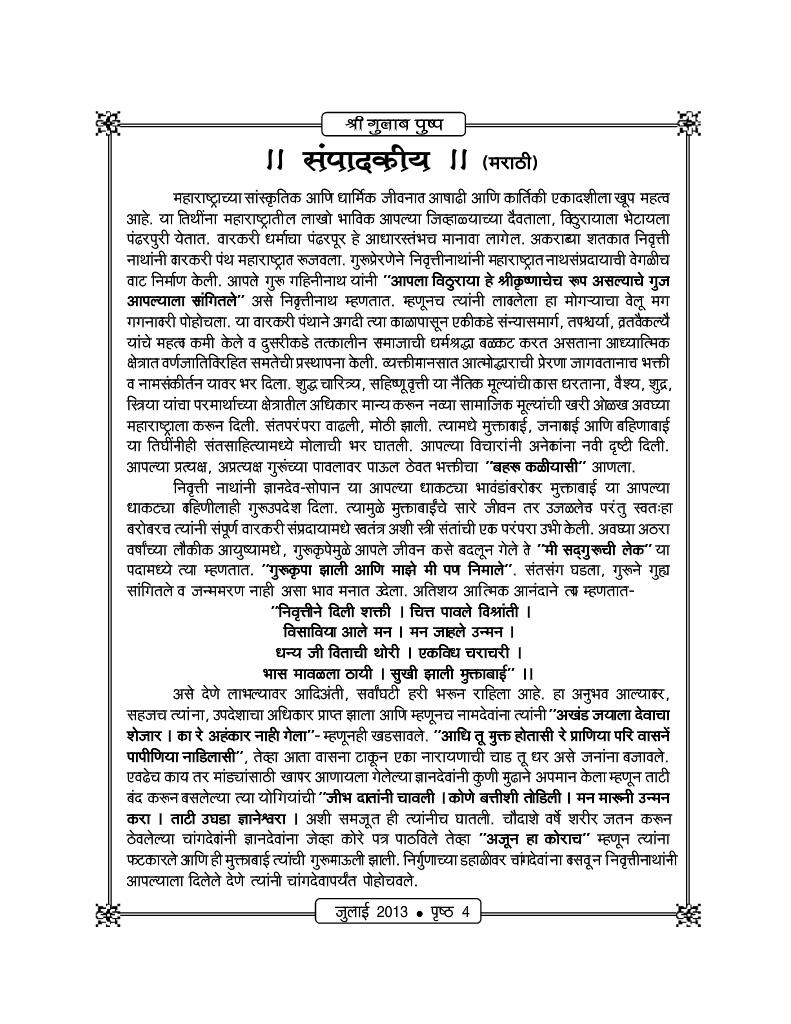 श्री गुलाब पुष्प
॥ संपादकीय ॥ (मराठी)
महाराष्ट्राच्या सांस्कृतिक आणि धार्मिक जीवनात आषाढी आणि कार्तिकी एकादशीला खूप महत्व
आहे. या तिथींना महाराष्ट्रातील लाखो भाविक आपल्या जिव्हाळ्याच्या दैवताला, विठुरायाला भेटायला
पंढरपुरी येतात. वारकरी धर्माचा पंढरपूर हे आधारस्तंभच मानावा लागेल. अकराव्या शतकात निवृत्ती
नाथांनी वारकरी पंथ महाराष्ट्रात रूजवला. गुरूप्रेरणेने निवृत्तीनाथांनी महाराष्ट्रात नाथसंप्रदायाची वेगळीच
वाट निर्माण केली. आपले गुरू गहिनीनाथ यांनी "आपला विठुराया हे श्रीकृष्णाचेच रूप असल्याचे गुज
आपल्याला सांगितले" असे निवृत्तीनाथ म्हणतात. म्हणूनच त्यांनी लावलेला हा मोगऱ्याचा वेलू मग
गगनावरी पोहोचला. या वारकरी पंथाने अगदी त्या काळापासून एकीकडे संन्यासमार्ग, तपश्चर्या, व्रतवैकल्यै
यांचे महत्व कमी केले व दुसरीकडे तत्कालीन समाजाची धर्मश्रद्धा बळकट करत असताना आध्यात्मिक
क्षेत्रात वर्णजातिविरहित समतेची प्रस्थापना केली. व्यक्तीमानसात आत्मोद्धाराची प्रेरणा जागवतानाच भक्ती
व नामसंकीर्तन यावर भर दिला. शुद्ध चारित्र्य, सहिष्णूवृत्ती या नैतिक मूल्यांची कास धरताना, वैश्य, शुद्र,
स्त्रिया यांचा परमार्थाच्या क्षेत्रातील अधिकार मान्य करून नव्या सामाजिक मूल्यांची खरी ओळख अवघ्या
महाराष्ट्राला करून दिली. संतपरंपरा वाढली, मोठी झाली. त्यामधे मुक्ताबाई, जनाबाई आणि बहिणाबाई
या तिघींनीही संतसाहित्यामध्ये मोलाची भर घातली. आपल्या विचारांनी अनेकांना नवी दृष्टी दिली.
आपल्या प्रत्यक्ष, अप्रत्यक्ष गुरूंच्या पावलावर पाऊल ठेवत भक्तीचा "बहरू कळीयासी" आणला.
निवृत्ती नाथांनी ज्ञानदेव-सोपान या आपल्या धाकट्या भावंडांबरोबर मुक्ताबाई या आपल्या
धाकट्या बहिणीलाही गुरूउपदेश दिला. त्यामुळे मुक्ताबाईंचे सारे जीवन तर उजळलेच परंतु स्वतःहा
बरोबरच त्यांनी संपूर्ण वारकरी संप्रदायामधे स्वतंत्र अशी स्त्री संतांची एक परंपरा उभी केली. अवघ्या अठरा
वर्षांच्या लौकीक आयुष्यामधे, गुरूकृपेमुळे आपले जीवन कसे बदलून गेले ते "मी सद्गुरूची लेक" या
पदामध्ये त्या म्हणतात. "गुरूकृपा झाली आणि माझे मी पण निमाले". संतसंग घडला, गुरूने गुह्य
सांगितले व जन्ममरण नाही असा भाव मनात उदेला. अतिशय आत्मिक आनंदाने त्या म्हणतात-
"निवृत्तीने दिली शक्ती । चित्त पावले विश्रांती ।
विसाविया आले मन । मन जाहले उन्मन ।
धन्य जी विताची थोरी । एकविध चराचरी ।
भास मावळला ठायी । सुखी झाली मुक्ताबाई" ।।
असे देणे लाभल्यावर आदिअंती, सर्वांघटी हरी भरून राहिला आहे. हा अनुभव आल्यावर,
सहजच त्यांना, उपदेशाचा अधिकार प्राप्त झाला आणि म्हणूनच नामदेवांना त्यांनी "अखंड जयाला देवाचा
शेजार । का रे अहंकार नाही गेला"- म्हणूनही खडसावले. "आधि तू मुक्त होतासी रे प्राणिया परि वासनें
पापीणिया नाडिलासी", तेव्हा आता वासना टाकून एका नारायणाची चाड तू धर असे जनांना बजावले.
एवढेच काय तर मांड्यांसाठी खापर आणायला गेलेल्या ज्ञानदेवांनी कुणी मुढाने अपमान केला म्हणून ताटी
बंद करून बसलेल्या त्या योगियांची "जीभ दातांनी चावली । कोणे बत्तीशी तोडिली । मन मारूनी उन्मन
करा । ताटी उघडा ज्ञानेश्वरा । अशी समजूत ही त्यांनीच घातली. चौदाशे वर्षे शरीर जतन करून
ठेवलेल्या चांगदेवांनी ज्ञानदेवांना जेव्हा कोरे पत्र पाठविले तेव्हा "अजून हा कोराच" म्हणून त्यांना
फटकारले आणि ही मुक्ताबाई त्यांची गुरूमाऊली झाली. निर्गुणाच्या डहाळीवर चांगदेवांना बसवून निवृत्तीनाथांनी
आपल्याला दिलेले देणे त्यांनी चांगदेवापर्यंत पोहोचवले.
जुलाई 2013 ● पृष्ठ 4